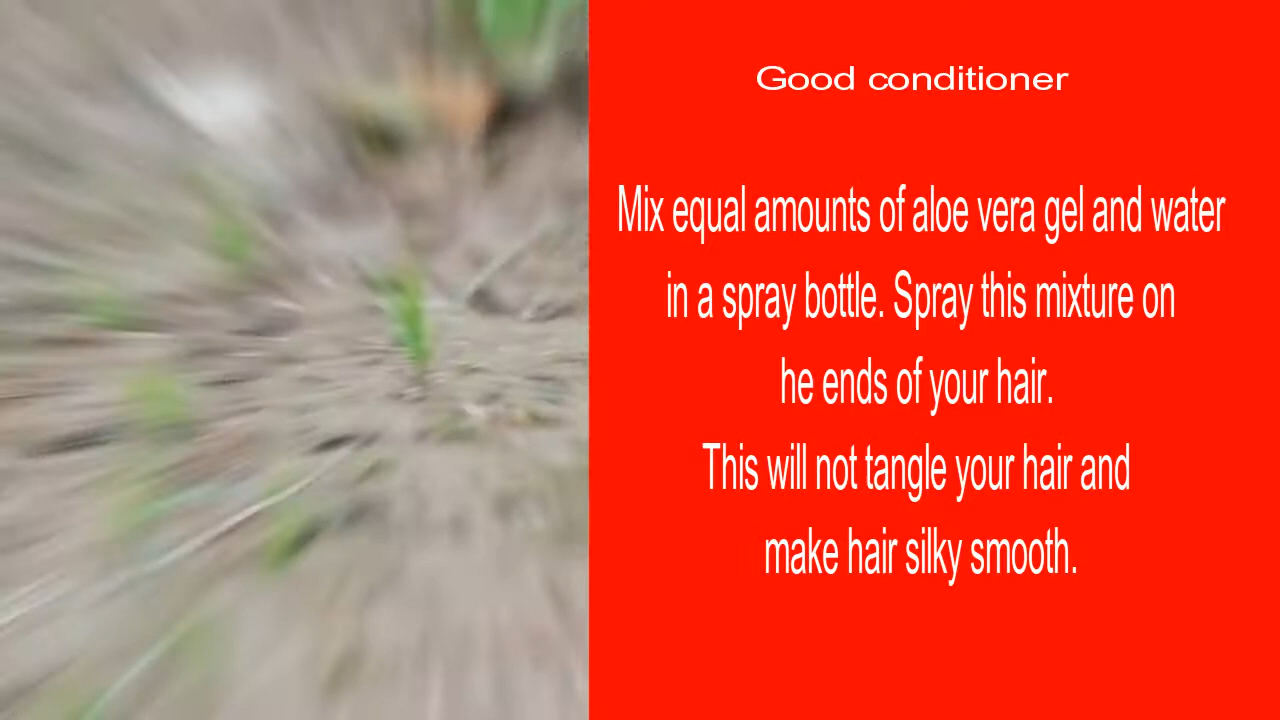 Good conditioner
Mix equal amounts of aloe vera gel and water
in a spray bottle. Spray this mixture on
he ends of your hair.
This will not tangle your hair and
make hair silky smooth.